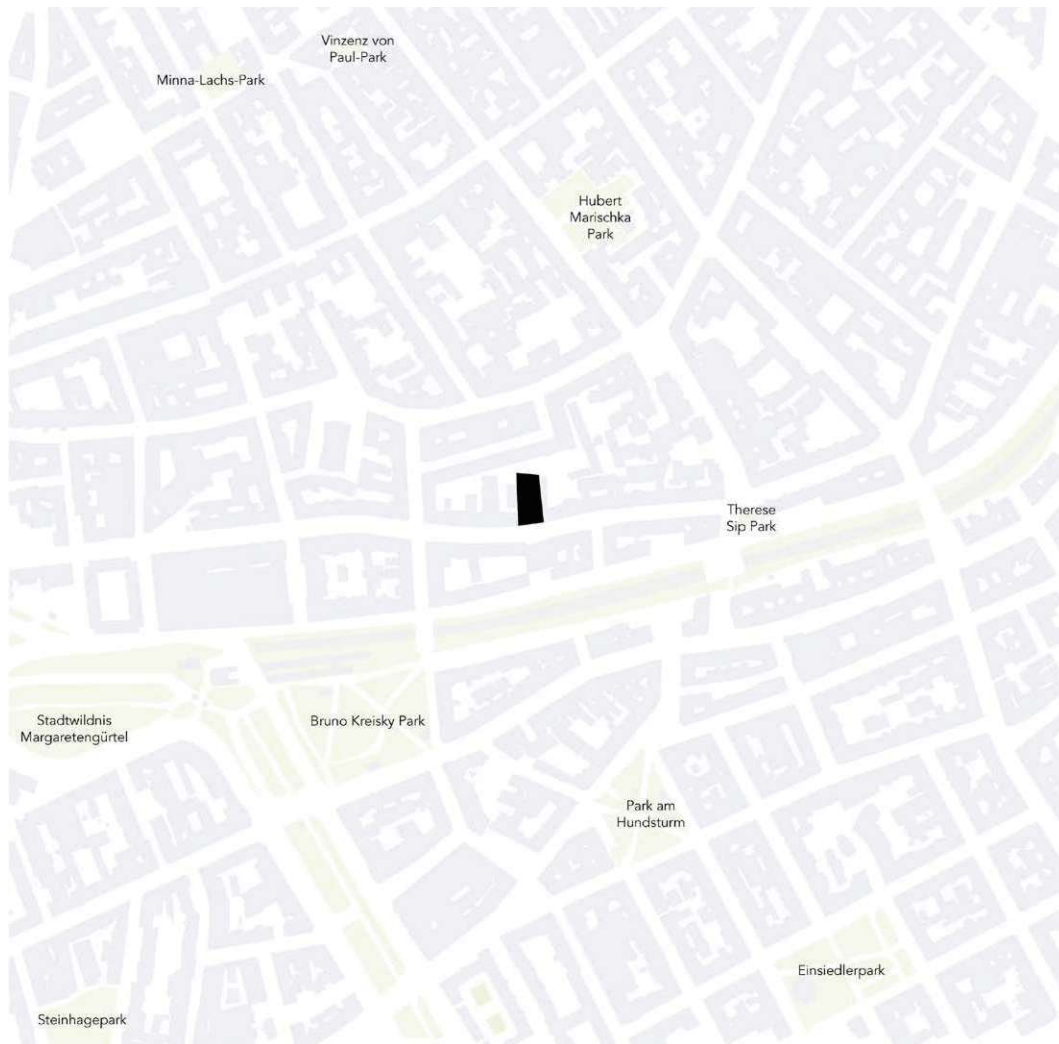 Vinzenz von
Paul-Park
Minna-Lachs-Park
Hubert
Marischka
Park
Therese
Sip Park
Stadtwildnis
Margaretengürtel
Bruno Kreisky Park
Park am
Hundsturm
Einsiedlerpark
Steinhagepark